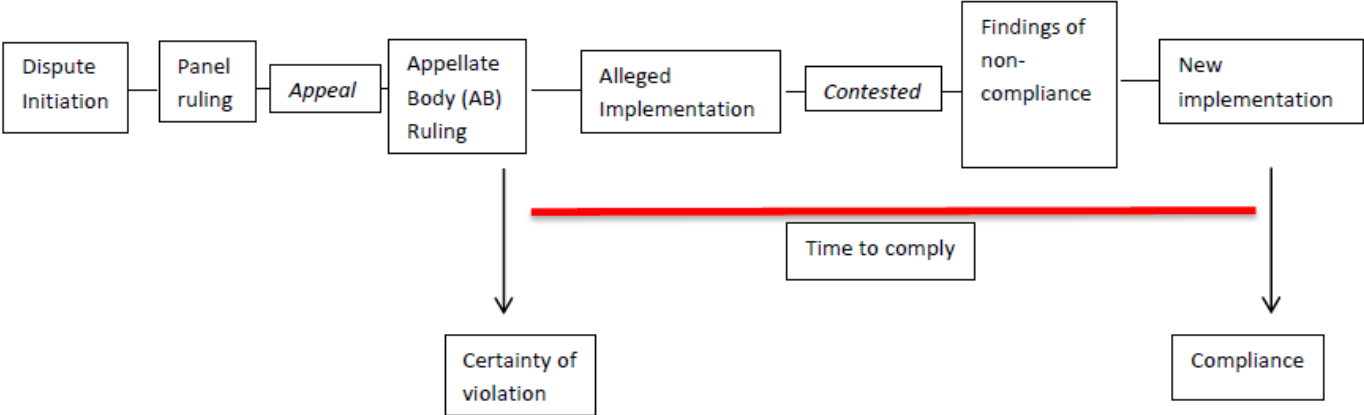 Dispute
Initiation
Panel
ruling
Appeal
Appellate
Body (AB)
Ruling
Alleged
Implementation
Contested
Findings of
non-
compliance
New
implementation
Time to comply
Certainty of
violation
Compliance